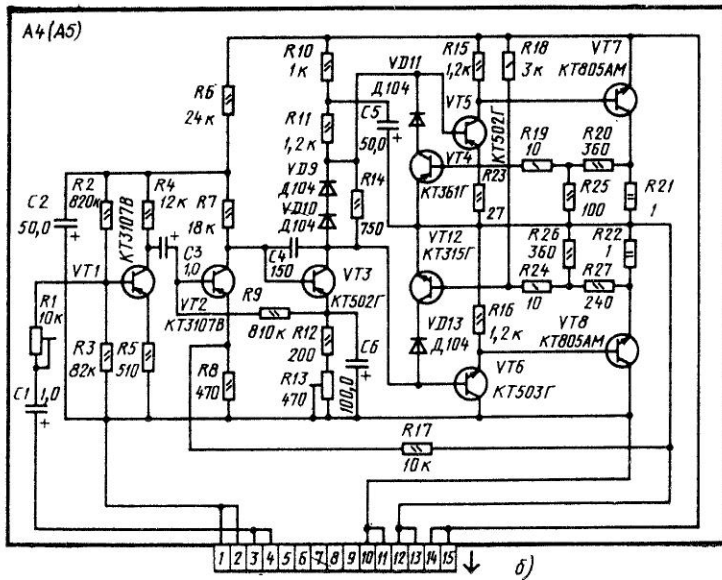 А4(А5)
R10
1к
R15
1,2к
R18
3к
VT7
КТ805АМ
VD11
Д104
VT5
КТ502Г
R6
24к
R11
1,2к
C5
50,0
R19
10
R20
360
VT4
КТ361Г
R23
27
C2
50,0
R2
820к
R4
12к
R7
18к
VD9
Д104
VD10
Д104
R14
750
R25
100
R21
1
КТ3107В
C3
1,0
C4
150
VT12
КТ315Г
R26
360
R22
1
VT1
VT2
КТ3107В
VT3
КТ502Г
R24
10
R27
240
R1
10к
R9
810к
R16
1,2к
VT8
КТ805АМ
R3
82к
R5
510
R8
470
R12
200
R13
470
C6
100,0
VD13
Д104
VT6
КТ503Г
C1
1,0
R17
10к
1 2 3 4 5 6 7 8 9 10 11 12 13 14 15
б)